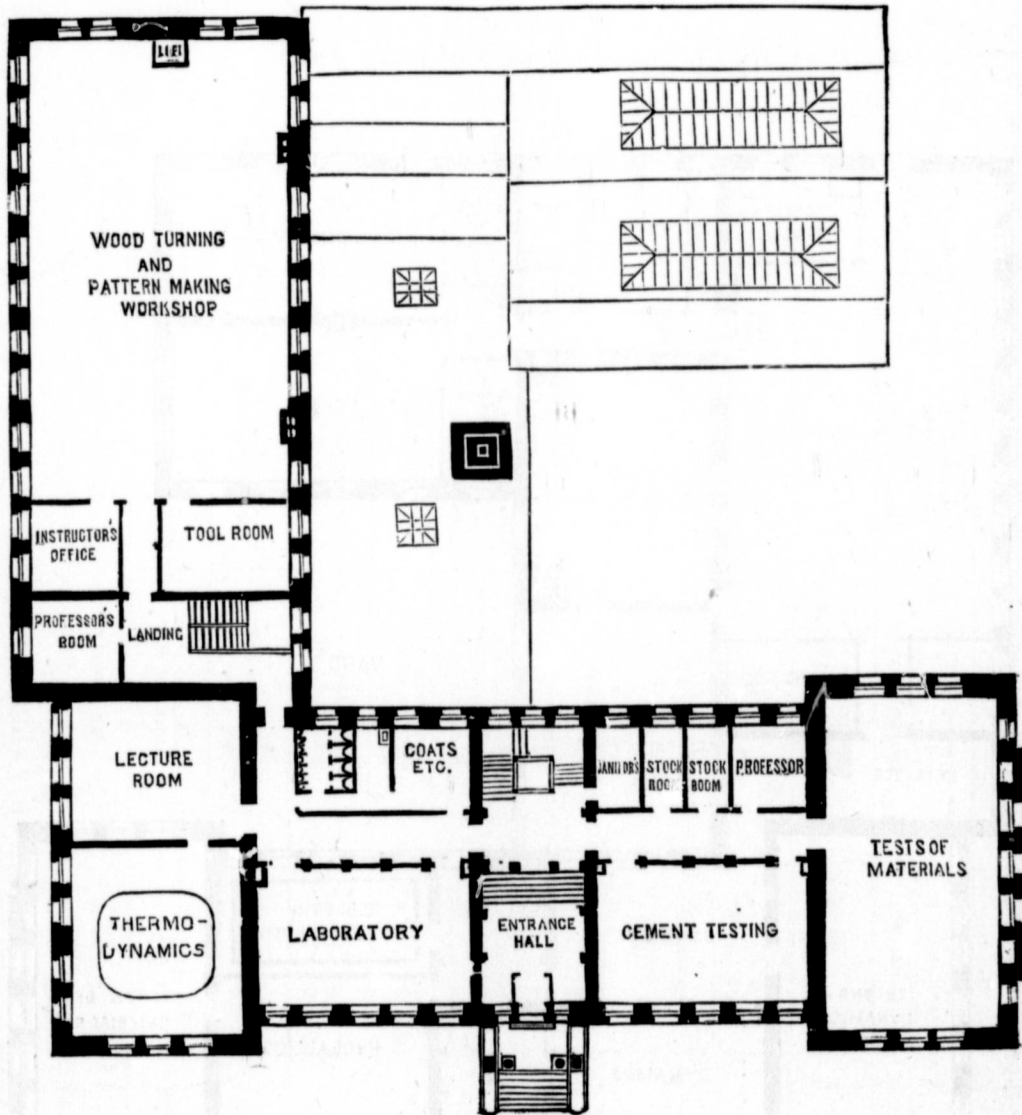 LIFT
WOOD TURNING
AND
PATTERN MAKING
WORKSHOP
INSTRUCTOR'S
OFFICE
TOOL ROOM
PROFESSOR'S
ROOM
LANDING
LECTURE
ROOM
COATS
ETC.
JANITOR'S
STOCK
ROOM
STOCK
ROOM
PROFESSOR
TESTS OF
MATERIALS
THERMO-
DYNAMICS
LABORATORY
ENTRANCE
HALL
CEMENT TESTING